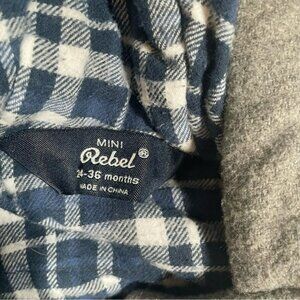 MINI
Rebel®
24-36 months
MADE IN CHINA